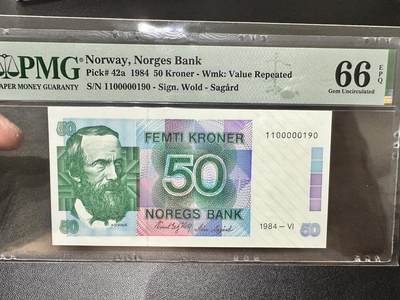 PMG
PAPER MONEY GUARANTY
Norway, Norges Bank
Pick# 42a 1984 50 Kroner - Wmk: Value Repeated
S/N 1100000190 - Sign. Wold - Sagård
66 EPQ
Gem Uncirculated
50
FEMTI KRONER
1100000190
50
NOREGS BANK
1984 - VI
50